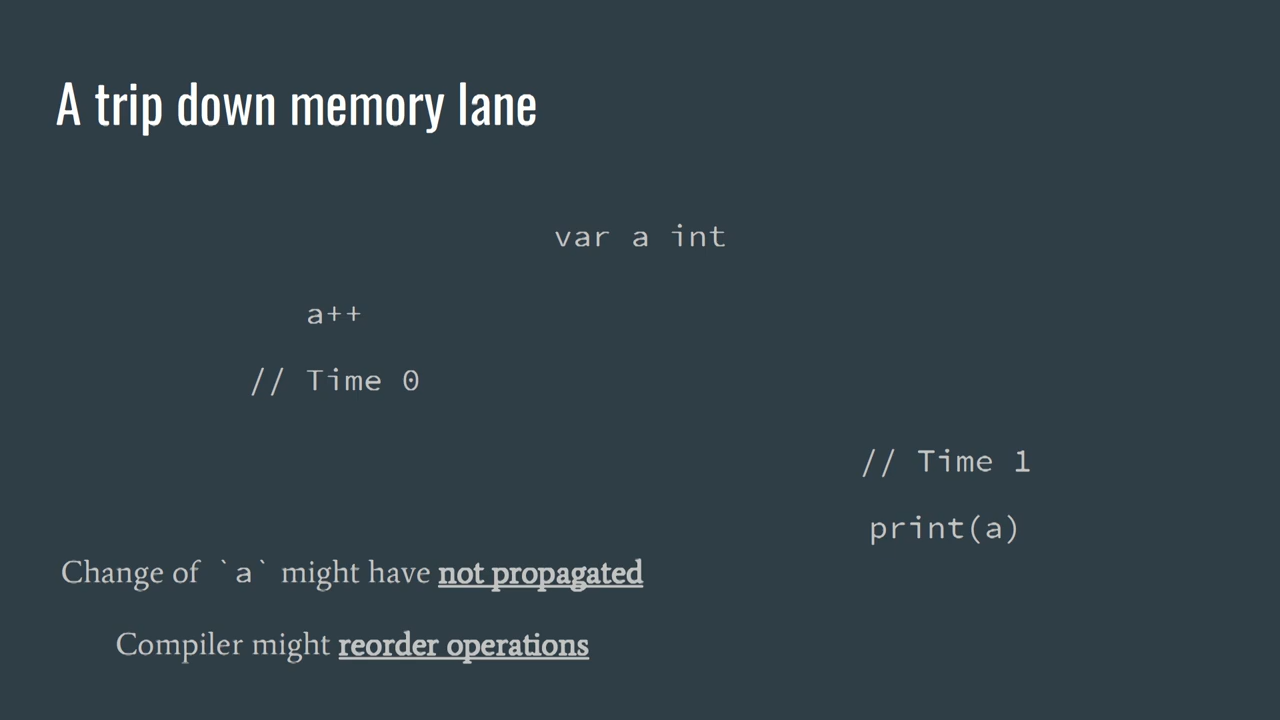 A trip down memory lane
var a int
a++
// Time 0
// Time 1
print(a)
Change of `a` might have not propagated
Compiler might reorder operations